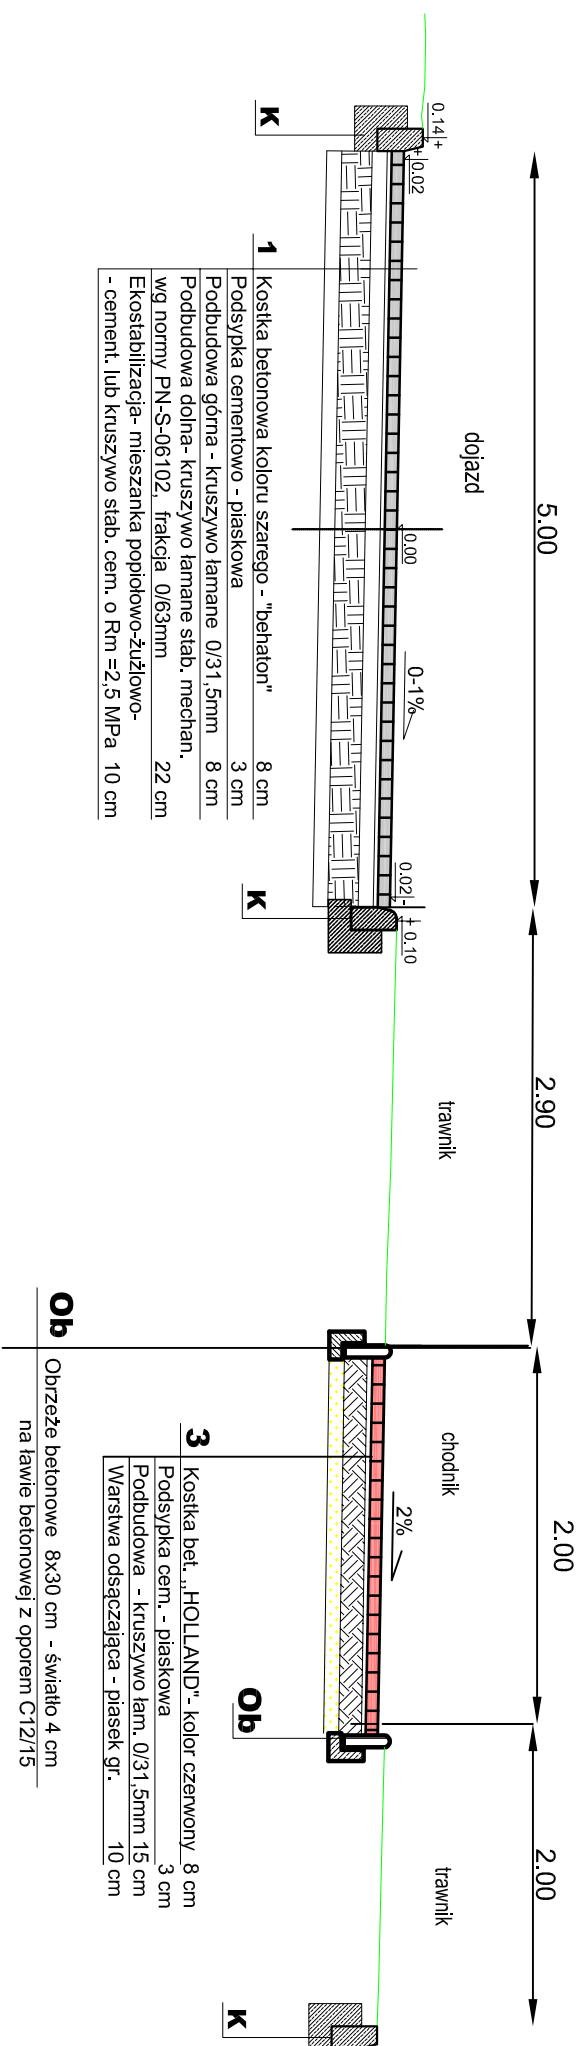 5.00
2.90
2.00
2.00
dojazd
trawnik
chodnik
trawnik
0.14 +
+ 0.02
0.00
0-1%
0.02 -
+ 0.10
2%
K
1
Kostka betonowa koloru szarego - "behaton" 8 cm
Podsypka cementowo - piaskowa 3 cm
Podbudowa górna - kruszywo łamane 0/31,5mm 8 cm
Podbudowa dolna- kruszywo łamane stab. mechan.
wg normy PN-S-06102, frakcja 0/63mm 22 cm
Ekostabilizacja- mieszanka popiołowo-żużlowo-
- cement. lub kruszywo stab. cem. o Rm =2,5 MPa 10 cm
K
Ob
Obrzeże betonowe 8x30 cm - światło 4 cm
na ławie betonowej z oporem C12/15
3
Kostka bet. ,,HOLLAND"- kolor czerwony 8 cm
Podsypka cem. - piaskowa 3 cm
Podbudowa - kruszywo łam. 0/31,5mm 15 cm
Warstwa odsączająca - piasek gr. 10 cm
Ob
K